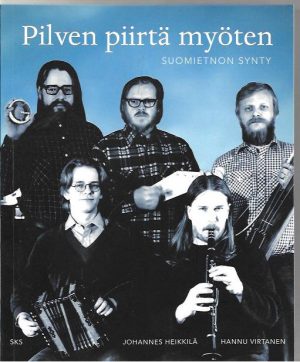 Pilven piirtä myöten
SUOMIETNON SYNTY
SKS JOHANNES HEIKKILÄ HANNU VIRTANEN